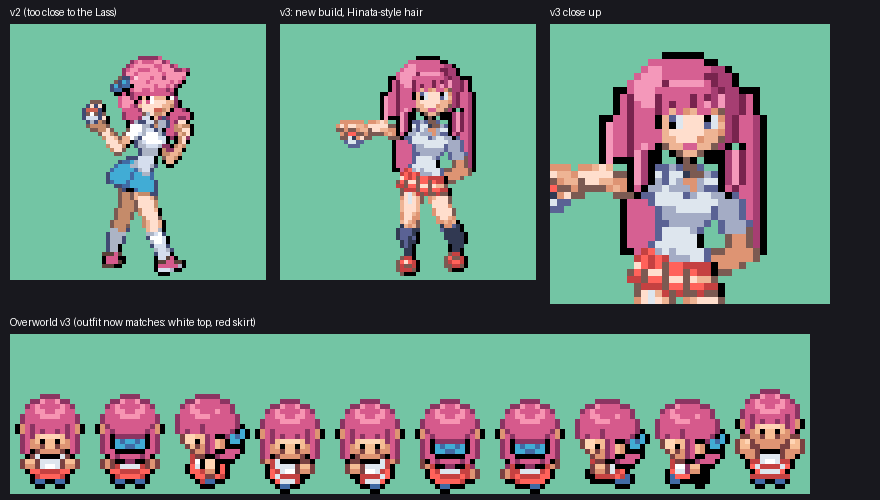 v2 (too close to the Lass)
v3: new build, Hinata-style hair
v3 close up
Overworld v3 (outfit now matches: white top, red skirt)